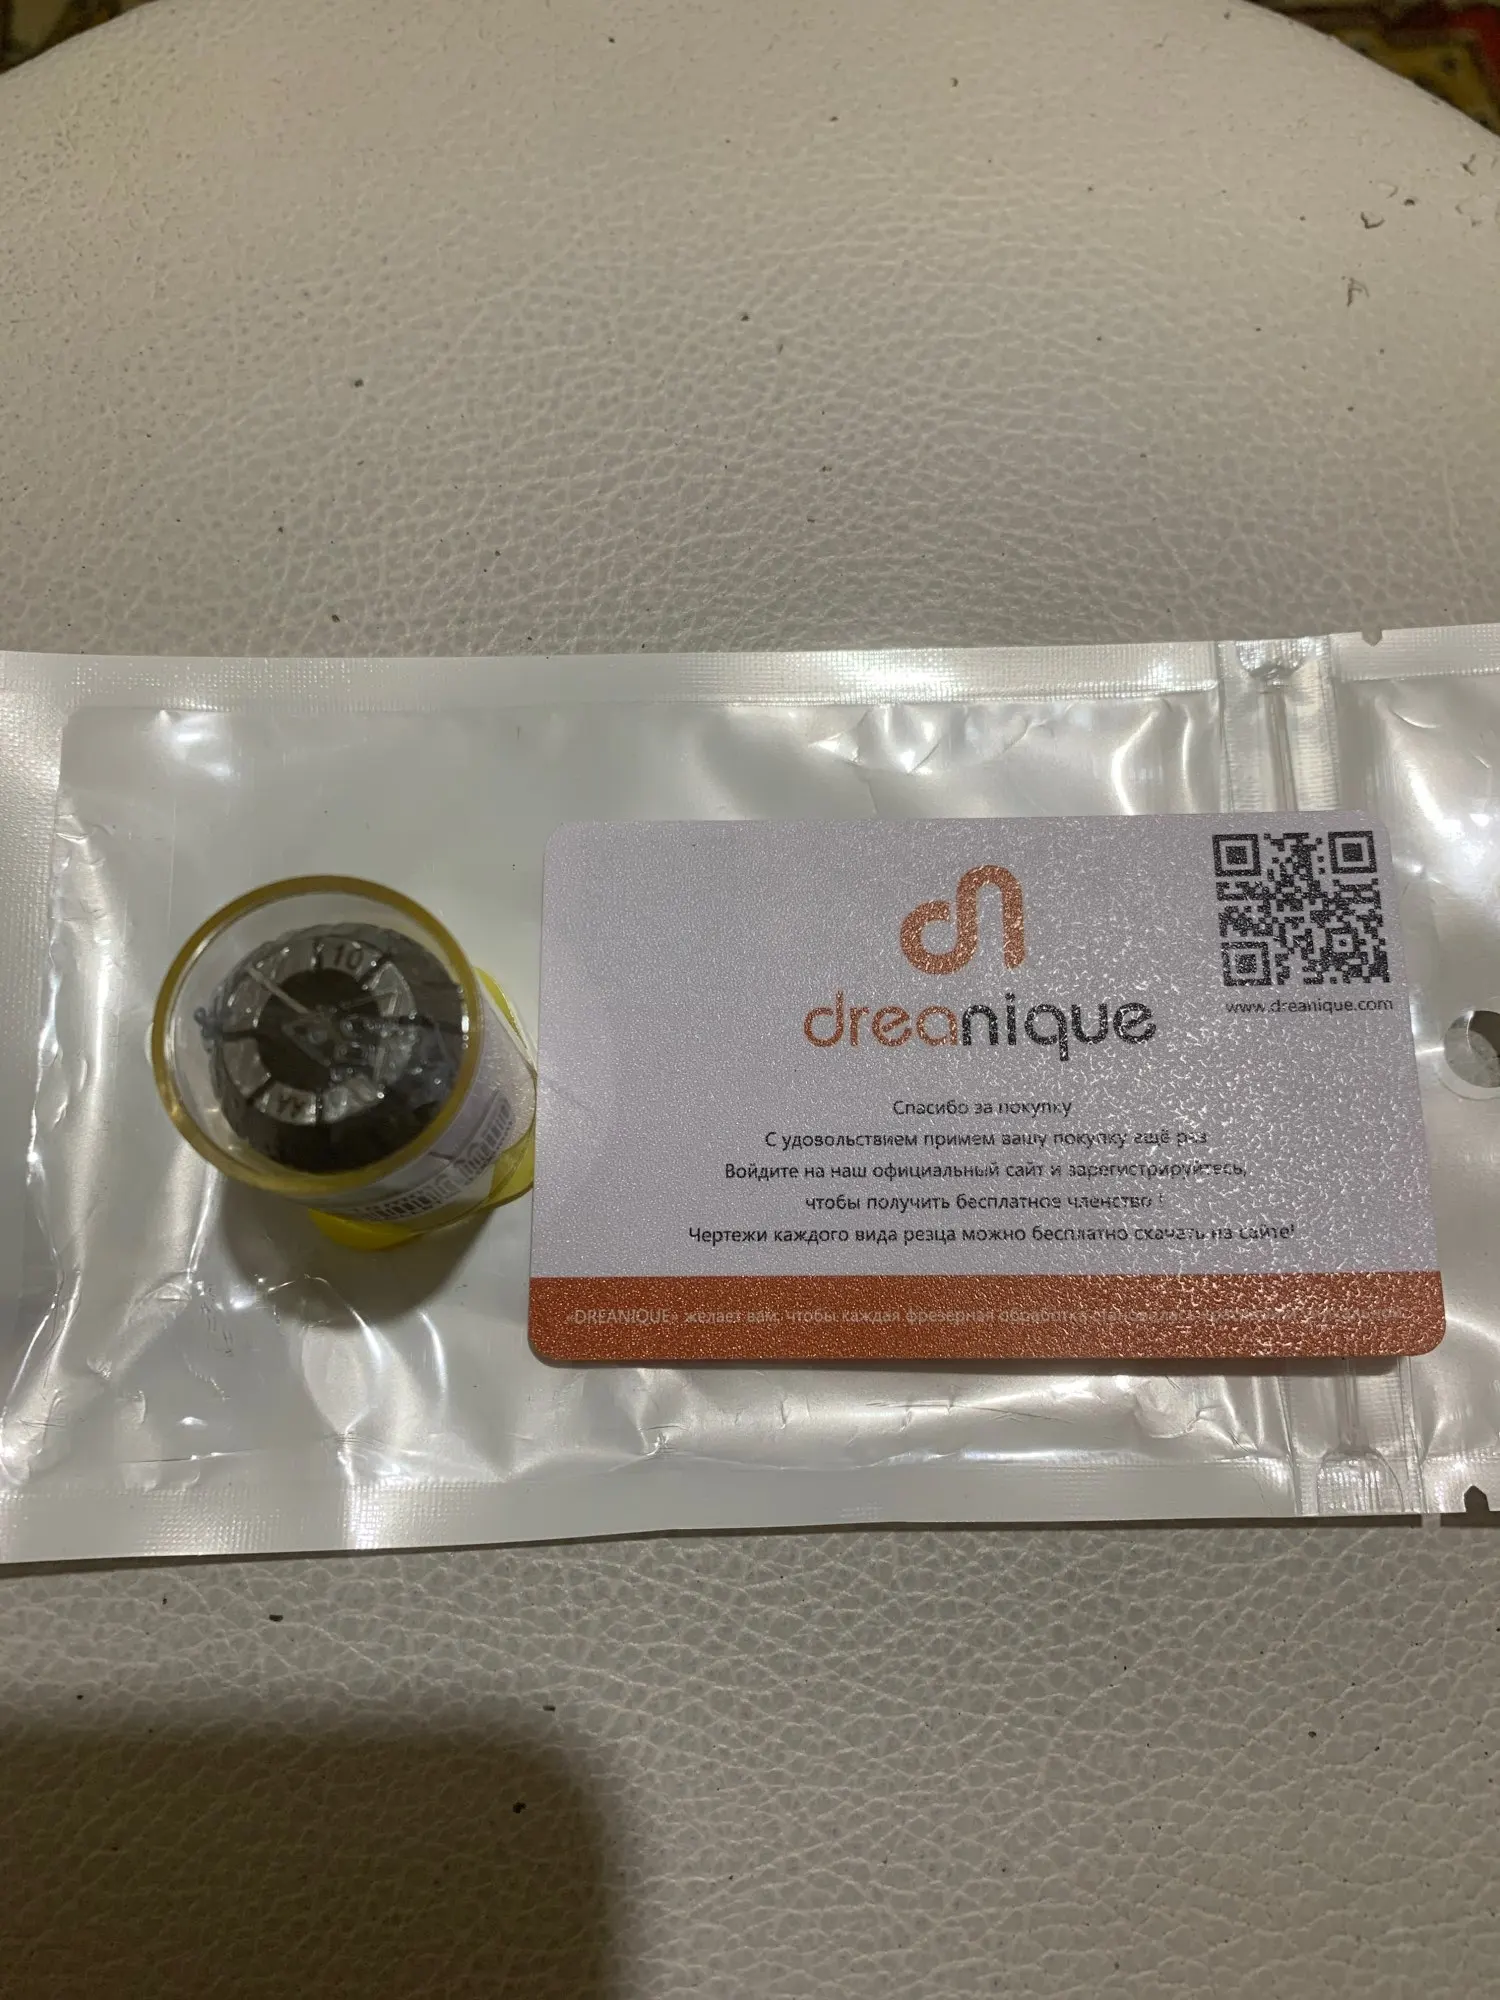 10
AA
dreanique
www.dreanique.com
Спасибо за покупку
С удовольствием примем вашу покупку ещё раз
Войдите на наш официальный сайт и зарегистрируйтесь,
чтобы получить бесплатное членство !
Чертежи каждого вида резца можно бесплатно скачать на сайте!
«DREANIQUE» желает вам, чтобы каждая фрезерная обработка